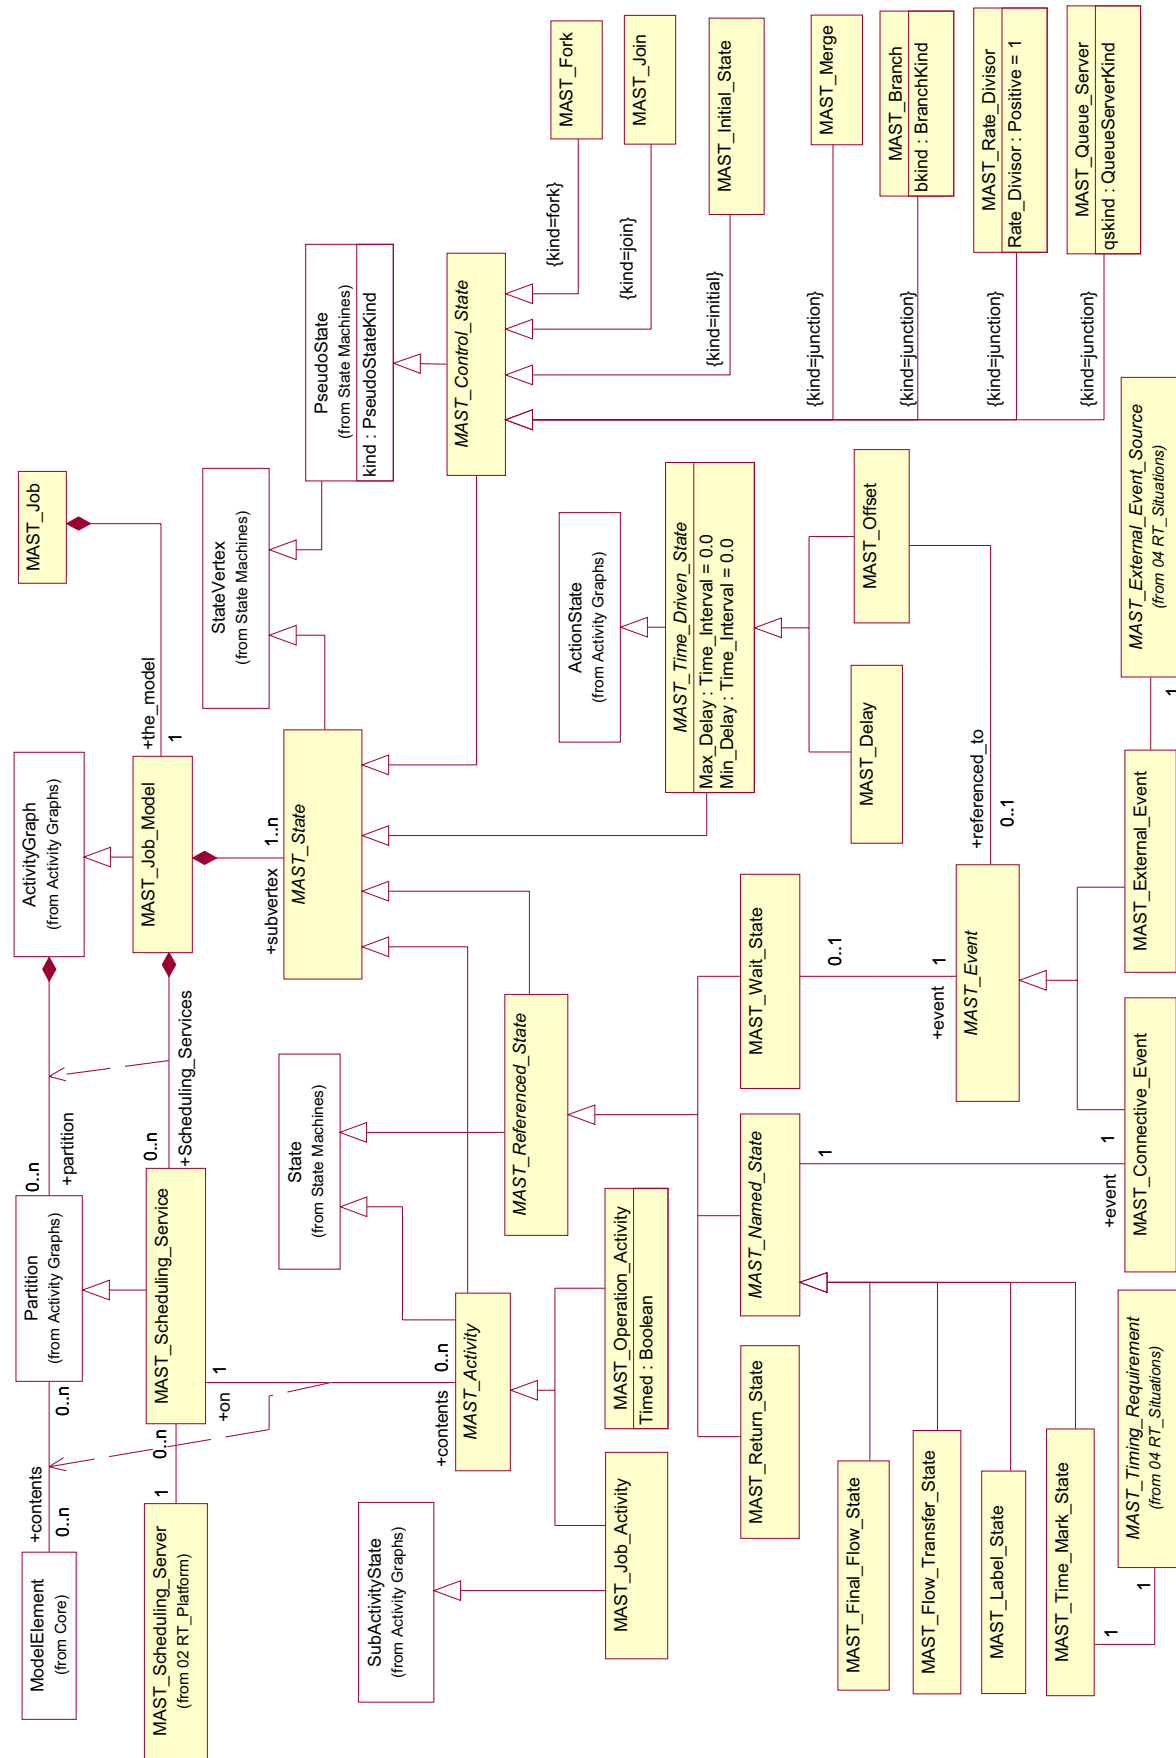 ModelElement
(from Core)
+contents
0..n
0..n
Partition
(from Activity Graphs)
0..n
+partition
ActivityGraph
(from Activity Graphs)
MAST_Job
MAST_Scheduling_Server
(from 02 RT_Platform)
1
0..n
MAST_Scheduling_Service
0..n
+Scheduling_Services
MAST_Job_Model
+the_model
1
1
+on
StateVertex
(from State Machines)
PseudoState
(from State Machines)
kind : PseudoStateKind
State
(from State Machines)
+subvertex
1..n
MAST_State
SubActivityState
(from Activity Graphs)
+contents
0..n
MAST_Activity
MAST_Referenced_State
MAST_Control_State
ActionState
(from Activity Graphs)
{kind=fork}
MAST_Fork
{kind=join}
MAST_Join
{kind=initial}
MAST_Initial_State
MAST_Job_Activity
MAST_Operation_Activity
Timed : Boolean
MAST_Time_Driven_State
Max_Delay : Time_Interval = 0.0
Min_Delay : Time_Interval = 0.0
MAST_Return_State
MAST_Named_State
MAST_Wait_State
MAST_Delay
MAST_Offset
{kind=junction}
MAST_Merge
{kind=junction}
MAST_Branch
bkind : BranchKind
{kind=junction}
MAST_Rate_Divisor
Rate_Divisor : Positive = 1
{kind=junction}
MAST_Queue_Server
qskind : QueueServerKind
MAST_Final_Flow_State
MAST_Flow_Transfer_State
MAST_Label_State
MAST_Time_Mark_State
1
0..1
+event
1
MAST_Event
+referenced_to
0..1
1
1
MAST_Timing_Requirement
(from 04 RT_Situations)
+event
1
MAST_Connective_Event
MAST_External_Event
1
MAST_External_Event_Source
(from 04 RT_Situations)